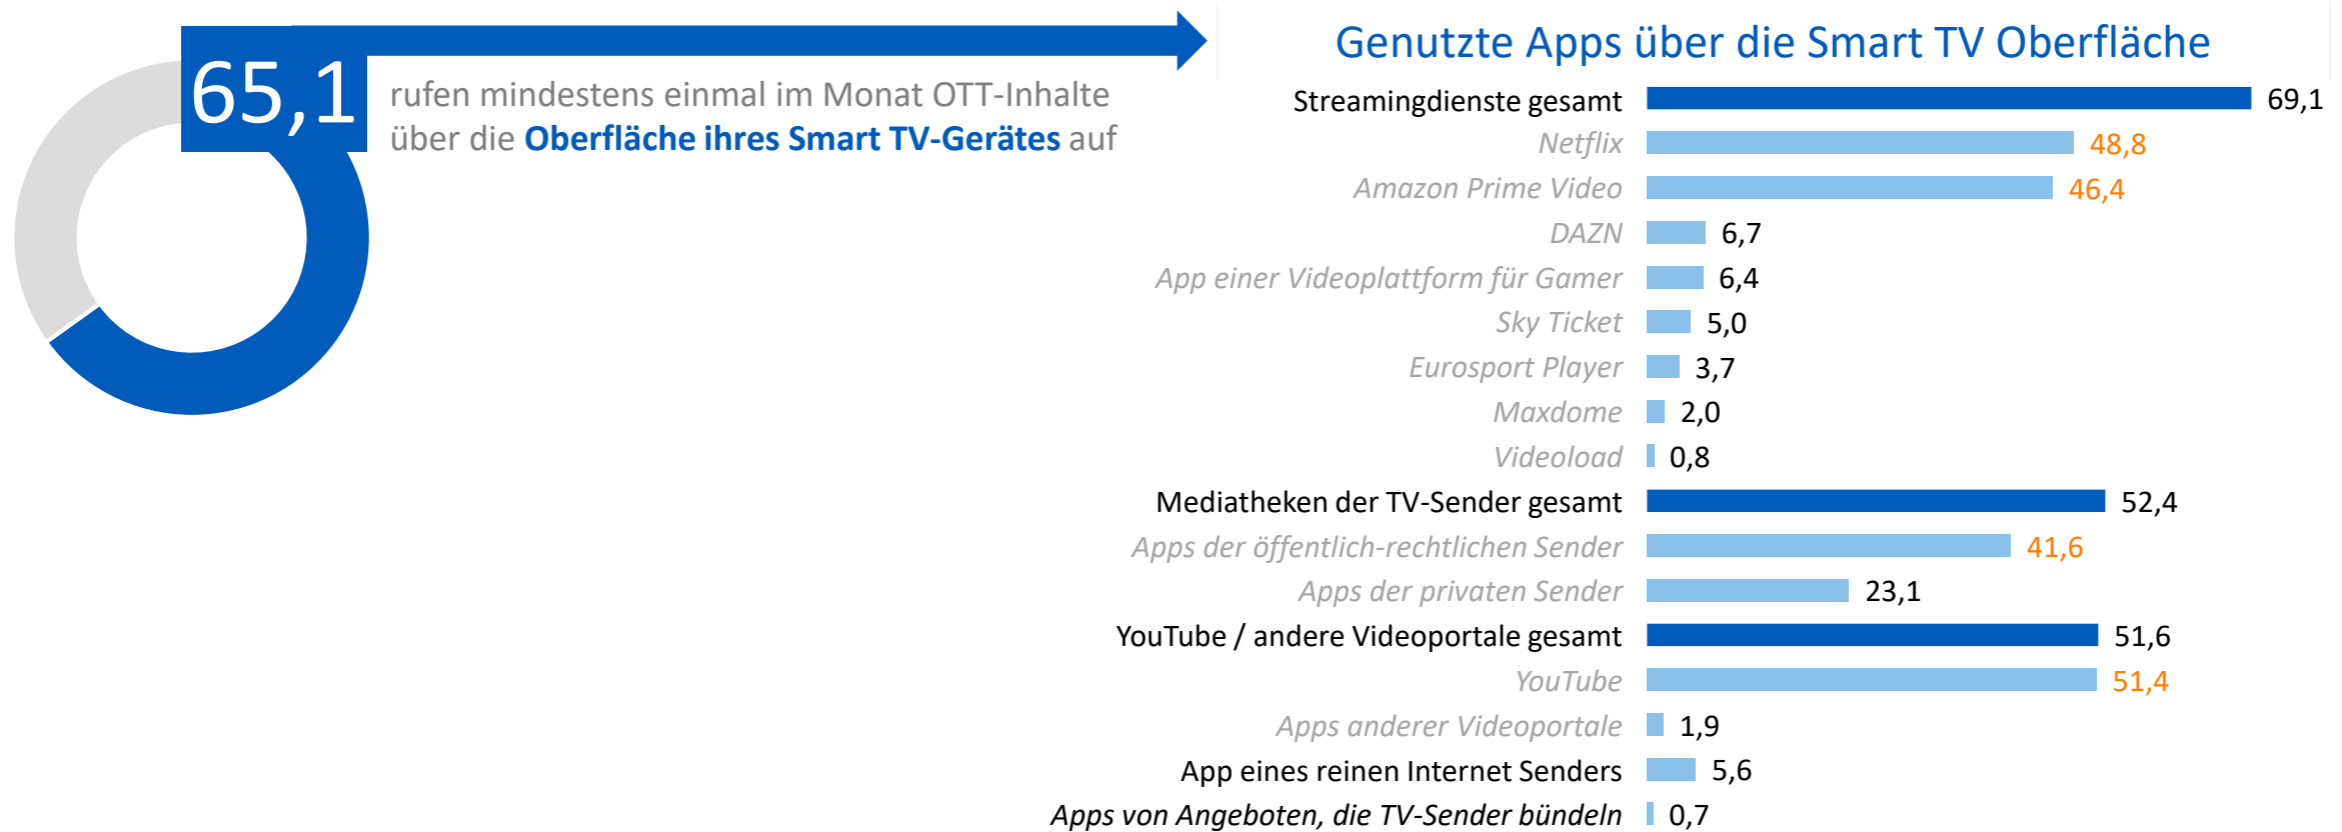 65,1
rufen mindestens einmal im Monat OTT-Inhalte
über die Oberfläche ihres Smart TV-Gerätes auf
Genutzte Apps über die Smart TV Oberfläche
Streamingdienste gesamt 69,1
Netflix 48,8
Amazon Prime Video 46,4
DAZN 6,7
App einer Videoplattform für Gamer 6,4
Sky Ticket 5,0
Eurosport Player 3,7
Maxdome 2,0
Videoload 0,8
Mediatheken der TV-Sender gesamt 52,4
Apps der öffentlich-rechtlichen Sender 41,6
Apps der privaten Sender 23,1
YouTube / andere Videoportale gesamt 51,6
YouTube 51,4
Apps anderer Videoportale 1,9
App eines reinen Internet Senders 5,6
Apps von Angeboten, die TV-Sender bündeln 0,7